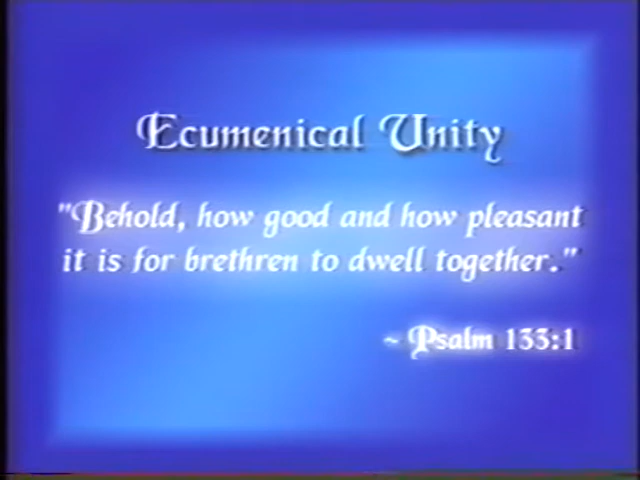 Ecumenical Unity
"Behold, how good and how pleasant
it is for brethren to dwell together."
~ Psalm 133:1